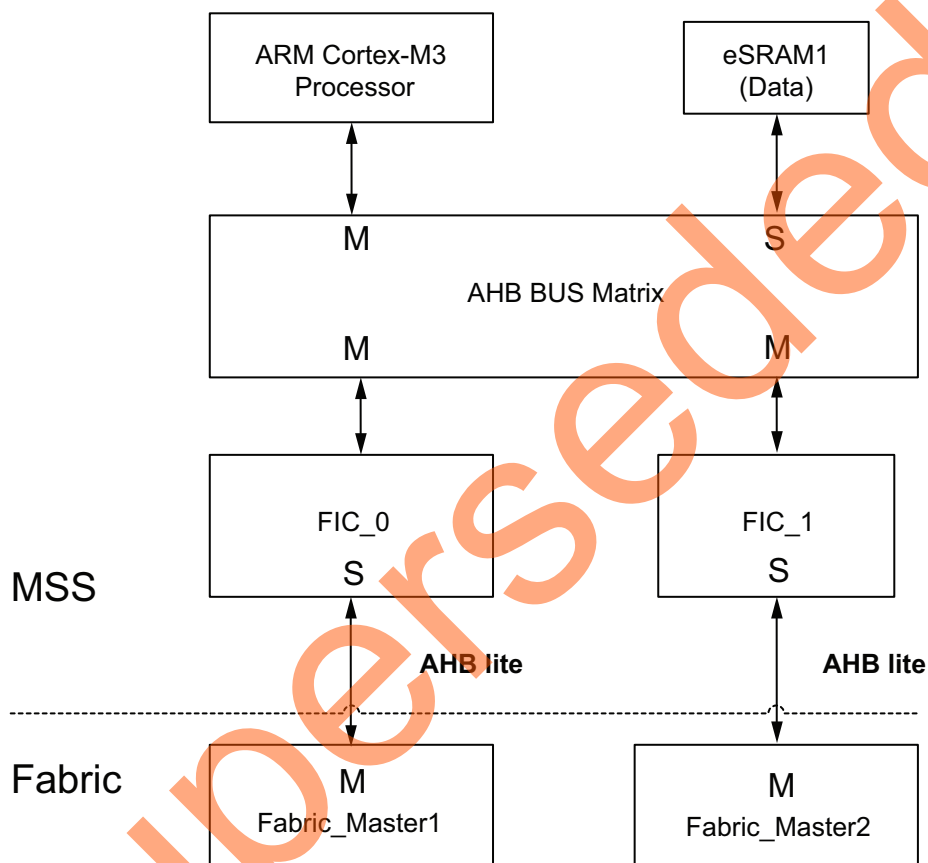 ARM Cortex-M3
Processor
eSRAM1
(Data)
M
S
AHB BUS Matrix
M
M
FIC_0
S
FIC_1
S
MSS
AHB lite
AHB lite
Fabric
M
Fabric_Master1
M
Fabric_Master2